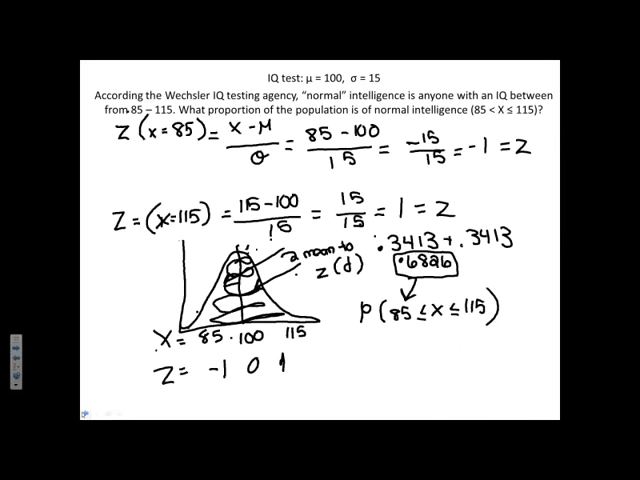 IQ test: μ = 100, σ = 15
According the Wechsler IQ testing agency, “normal” intelligence is anyone with an IQ between
from 85 – 115. What proportion of the population is of normal intelligence (85 < X ≤ 115)?
Z (x=85) = X-M / σ = 85-100 / 15 = -15 / 15 = -1 = Z
Z = (x=115) = 115-100 / 15 = 15 / 15 = 1 = Z
.3413 + .3413
.6826
2 mean to
Z (d)
P (85 ≤ X ≤ 115)
X = 85 100 115
Z = -1 0 1